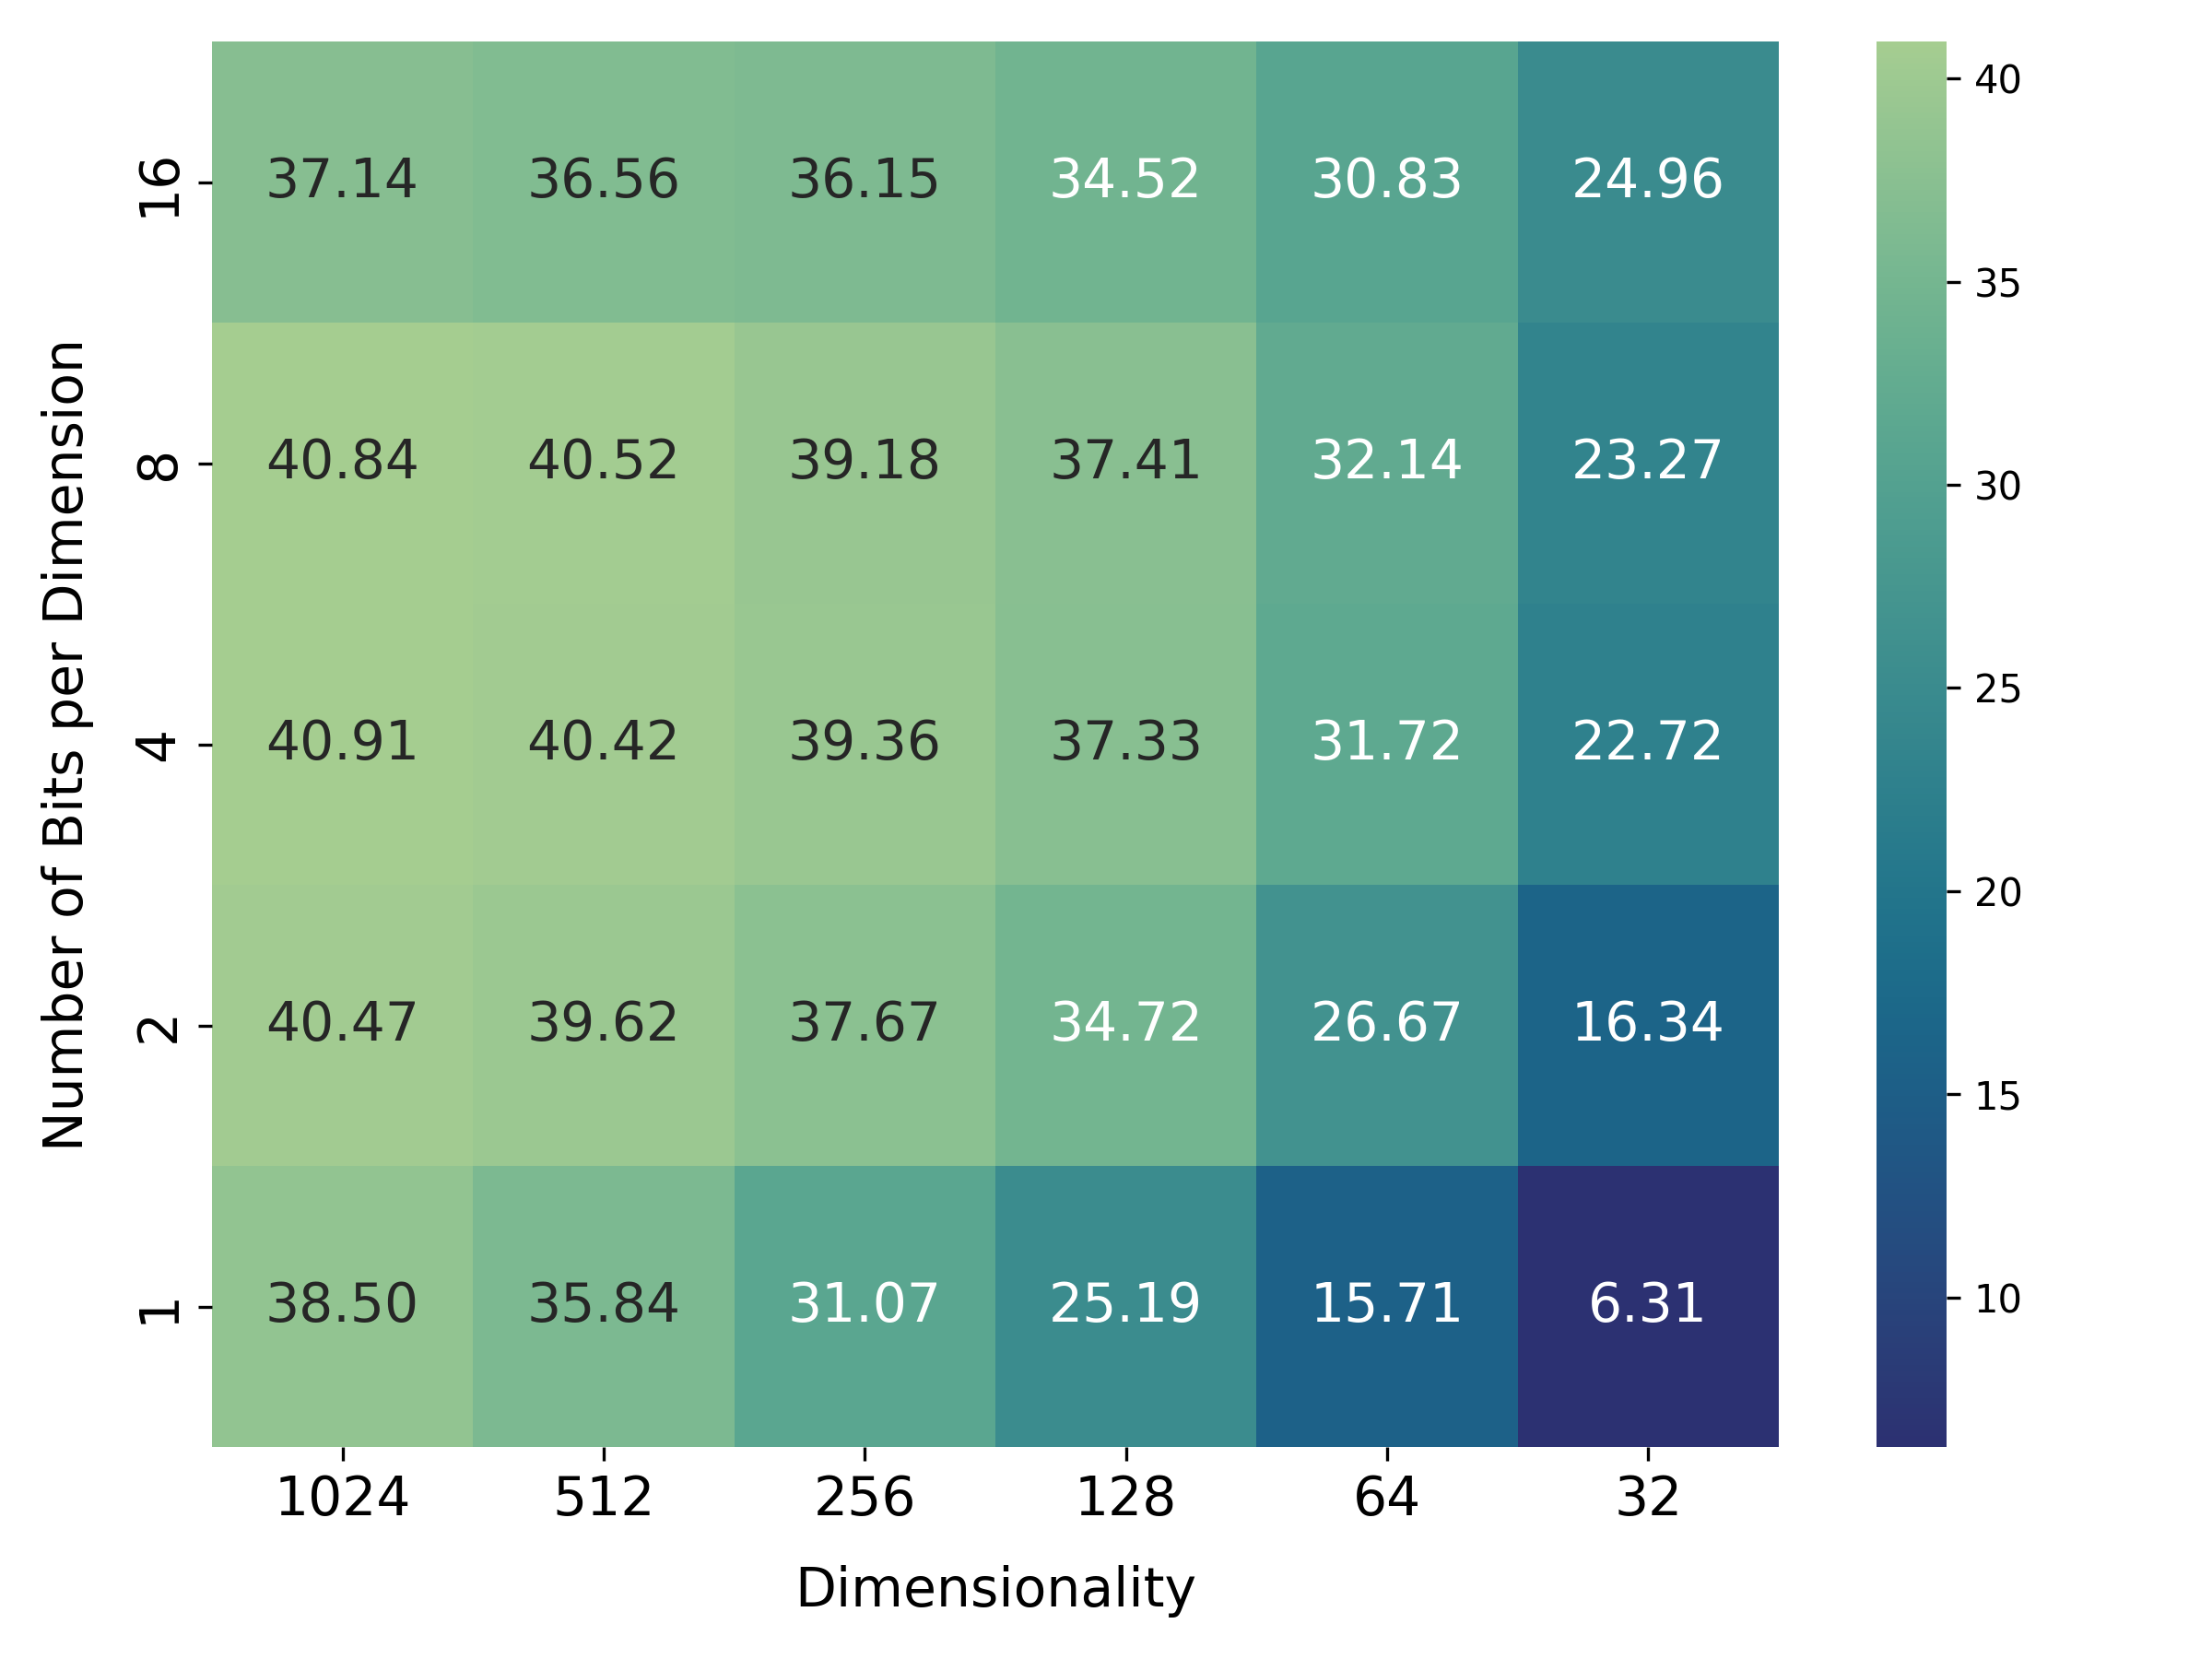 Number of Bits per Dimension
16 37.14 36.56 36.15 34.52 30.83 24.96
8 40.84 40.52 39.18 37.41 32.14 23.27
4 40.91 40.42 39.36 37.33 31.72 22.72
2 40.47 39.62 37.67 34.72 26.67 16.34
1 38.50 35.84 31.07 25.19 15.71 6.31
1024 512 256 128 64 32
Dimensionality
40
35
30
25
20
15
10